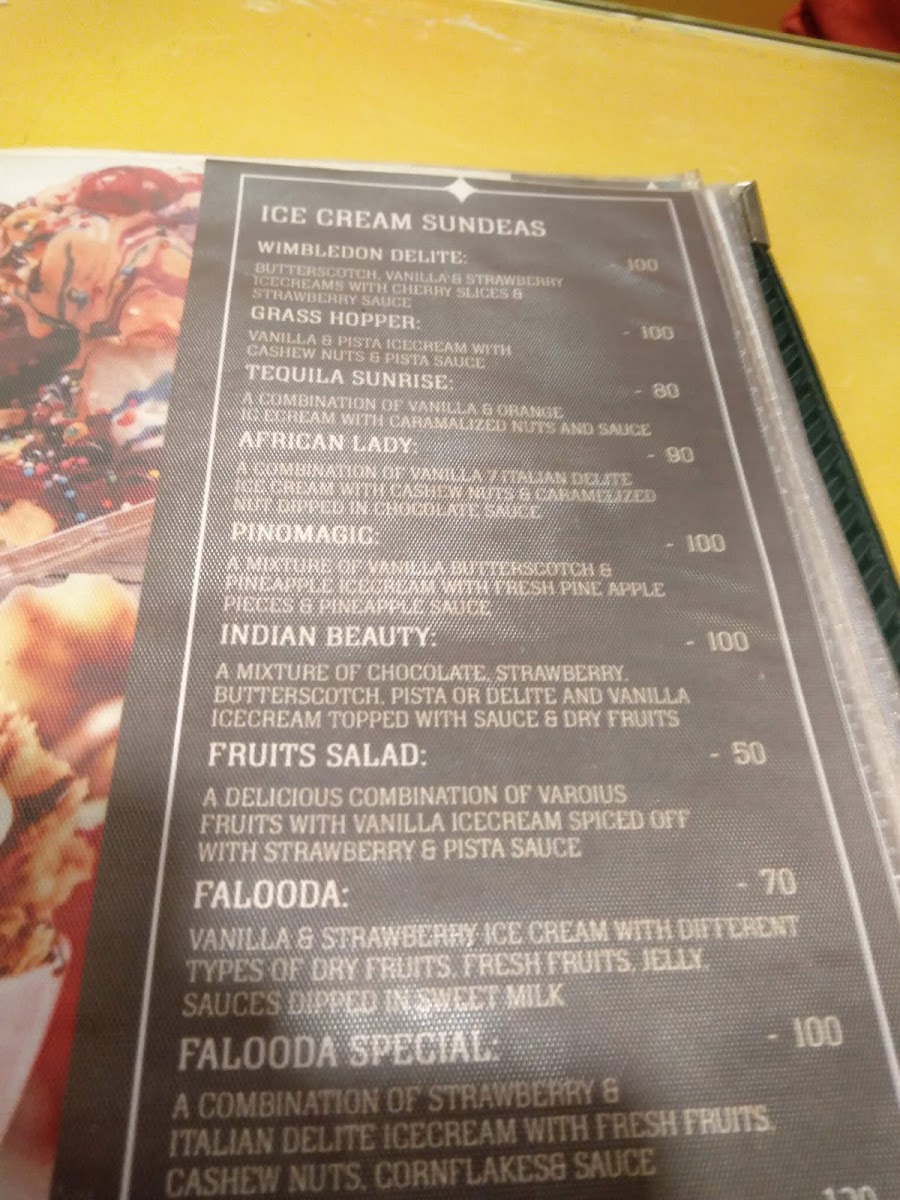 ICE CREAM SUNDEAS
WIMBLEDON DELITE: - 100
BUTTERSCOTCH, VANILLA & STRAWBERRY
ICECREAMS WITH CHERRY SLICES &
STRAWBERRY SAUCE
GRASS HOPPER: - 100
VANILLA & PISTA ICECREAM WITH
CASHEW NUTS & PISTA SAUCE
TEQUILA SUNRISE: - 80
A COMBINATION OF VANILLA & ORANGE
ICECREAM WITH CARAMALIZED NUTS AND SAUCE
AFRICAN LADY: - 90
A COMBINATION OF VANILLA / ITALIAN DELITE
ICE CREAM WITH CASHEW NUTS & CARAMELIZED
NUT DIPPED IN CHOCOLATE SAUCE
PINOMAGIC: - 100
A MIXTURE OF VANILLA BUTTERSCOTCH &
PINEAPPLE ICECREAM WITH FRESH PINE APPLE
PIECES & PINEAPPLE SAUCE
INDIAN BEAUTY: - 100
A MIXTURE OF CHOCOLATE, STRAWBERRY,
BUTTERSCOTCH, PISTA OR DELITE AND VANILLA
ICECREAM TOPPED WITH SAUCE & DRY FRUITS
FRUITS SALAD: - 50
A DELICIOUS COMBINATION OF VAROIUS
FRUITS WITH VANILLA ICECREAM SPICED OFF
WITH STRAWBERRY & PISTA SAUCE
FALOODA: - 70
VANILLA & STRAWBERRY ICE CREAM WITH DIFFERENT
TYPES OF DRY FRUITS, FRESH FRUITS, JELLY,
SAUCES DIPPED IN SWEET MILK
FALOODA SPECIAL: - 100
A COMBINATION OF STRAWBERRY &
ITALIAN DELITE ICECREAM WITH FRESH FRUITS,
CASHEW NUTS, CORNFLAKES& SAUCE